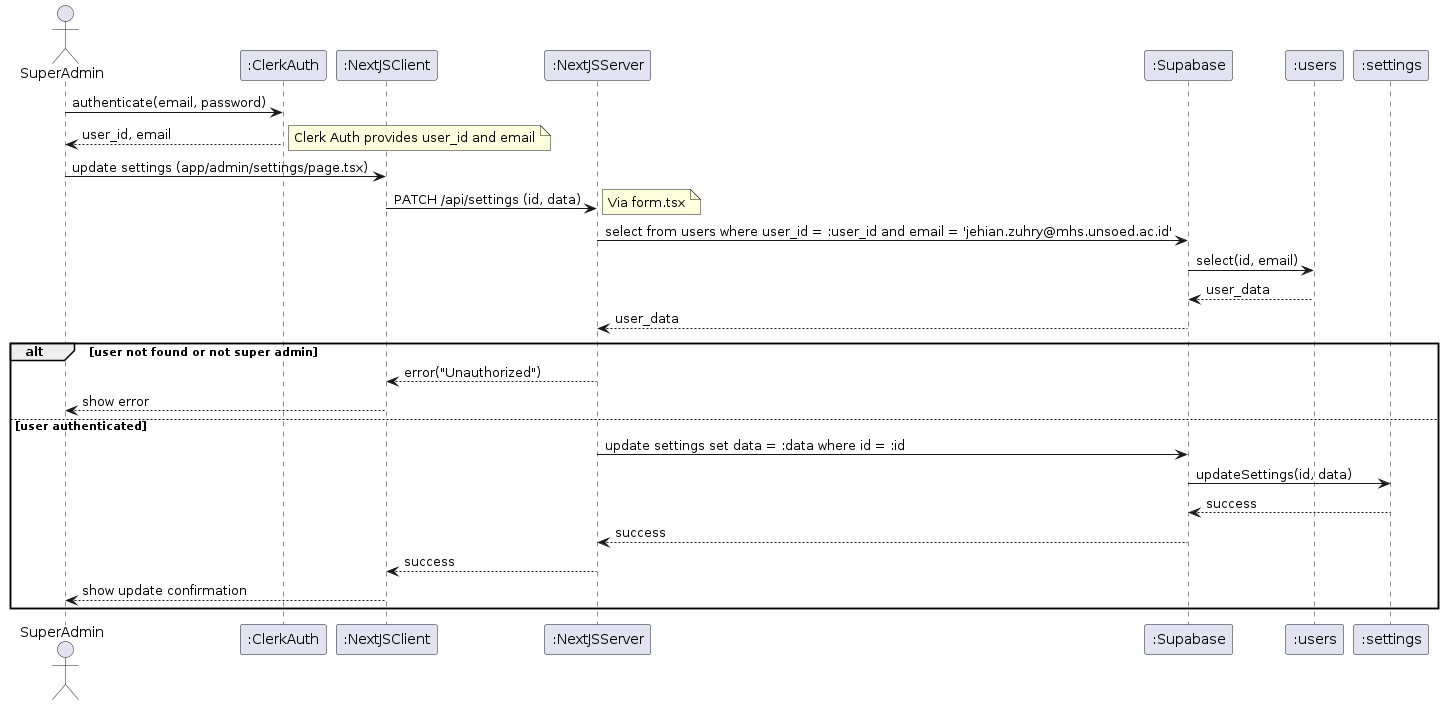 SuperAdmin
:ClerkAuth
:NextJSClient
:NextJSServer
:Supabase
:users
:settings
authenticate(email, password)
user_id, email
Clerk Auth provides user_id and email
update settings (app/admin/settings/page.tsx)
PATCH /api/settings (id, data)
Via form.tsx
select from users where user_id = :user_id and email = 'jehian.zuhry@mhs.unsoed.ac.id'
select(id, email)
user_data
user_data
alt
[user not found or not super admin]
error("Unauthorized")
show error
[user authenticated]
update settings set data = :data where id = :id
updateSettings(id, data)
success
success
success
show update confirmation
SuperAdmin
:ClerkAuth
:NextJSClient
:NextJSServer
:Supabase
:users
:settings